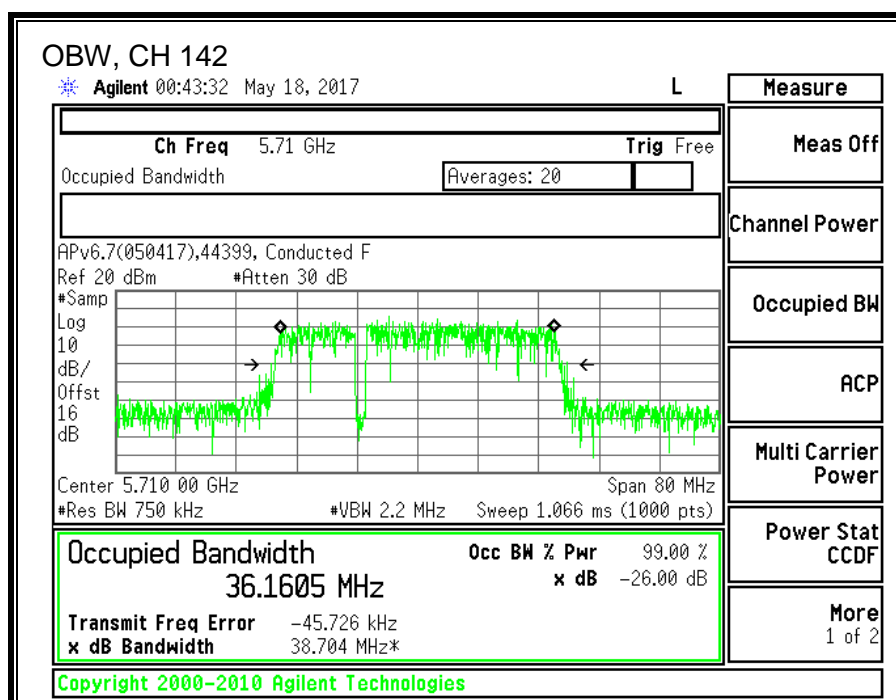 OBW, CH 142
Agilent 00:43:32 May 18, 2017 L
Measure
Ch Freq 5.71 GHz Trig Free
Occupied Bandwidth Averages: 20
APv6.7(050417),44399, Conducted F
Ref 20 dBm #Atten 30 dB
#Samp
Log
10
dB/
Offst
16
dB
Center 5.710 00 GHz Span 80 MHz
#Res BW 750 kHz #VBW 2.2 MHz Sweep 1.066 ms (1000 pts)
Occupied Bandwidth Occ BW % Pwr 99.00 %
36.1605 MHz x dB -26.00 dB
Transmit Freq Error -45.726 kHz
x dB Bandwidth 38.704 MHz*
Copyright 2000-2010 Agilent Technologies
Meas Off
Channel Power
Occupied BW
ACP
Multi Carrier
Power
Power Stat
CCDF
More
1 of 2